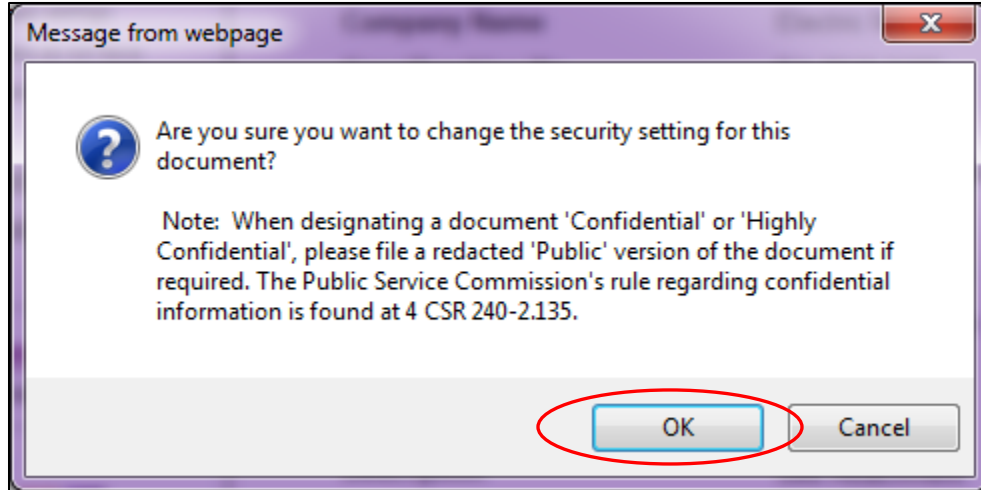 Company Name
Message from webpage
Are you sure you want to change the security setting for this
document?
Note:  When designating a document 'Confidential' or 'Highly
Confidential', please file a redacted 'Public' version of the document if
required. The Public Service Commission's rule regarding confidential
information is found at 4 CSR 240-2.135.
OK
Cancel